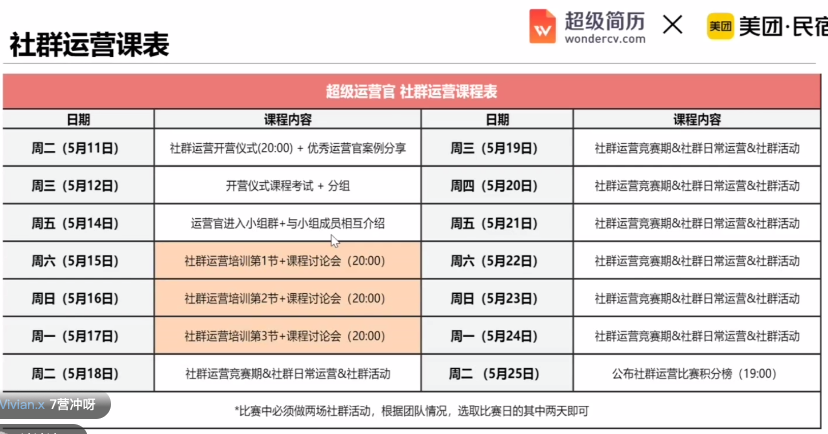 社群运营课表
超级简历
wondercv.com
美团
美团·民宿
超级运营官 社群运营课程表
日期 课程内容 日期 课程内容
周二（5月11日） 社群运营开营仪式(20:00) + 优秀运营官案例分享 周三（5月19日） 社群运营竞赛期&社群日常运营&社群活动
周三（5月12日） 开营仪式课程考试 + 分组 周四（5月20日） 社群运营竞赛期&社群日常运营&社群活动
周五（5月14日） 运营官进入小组群+与小组成员相互介绍 周五（5月21日） 社群运营竞赛期&社群日常运营&社群活动
周六（5月15日） 社群运营培训第1节+课程讨论会（20:00） 周六（5月22日） 社群运营竞赛期&社群日常运营&社群活动
周日（5月16日） 社群运营培训第2节+课程讨论会（20:00） 周日（5月23日） 社群运营竞赛期&社群日常运营&社群活动
周一（5月17日） 社群运营培训第3节+课程讨论会（20:00） 周一（5月24日） 社群运营竞赛期&社群日常运营&社群活动
周二（5月18日） 社群运营竞赛期&社群日常运营&社群活动 周二 （5月25日） 公布社群运营比赛积分榜（19:00）
Vivian.x 7营冲呀
*比赛中必须做两场社群活动，根据团队情况，选取比赛日的其中两天即可